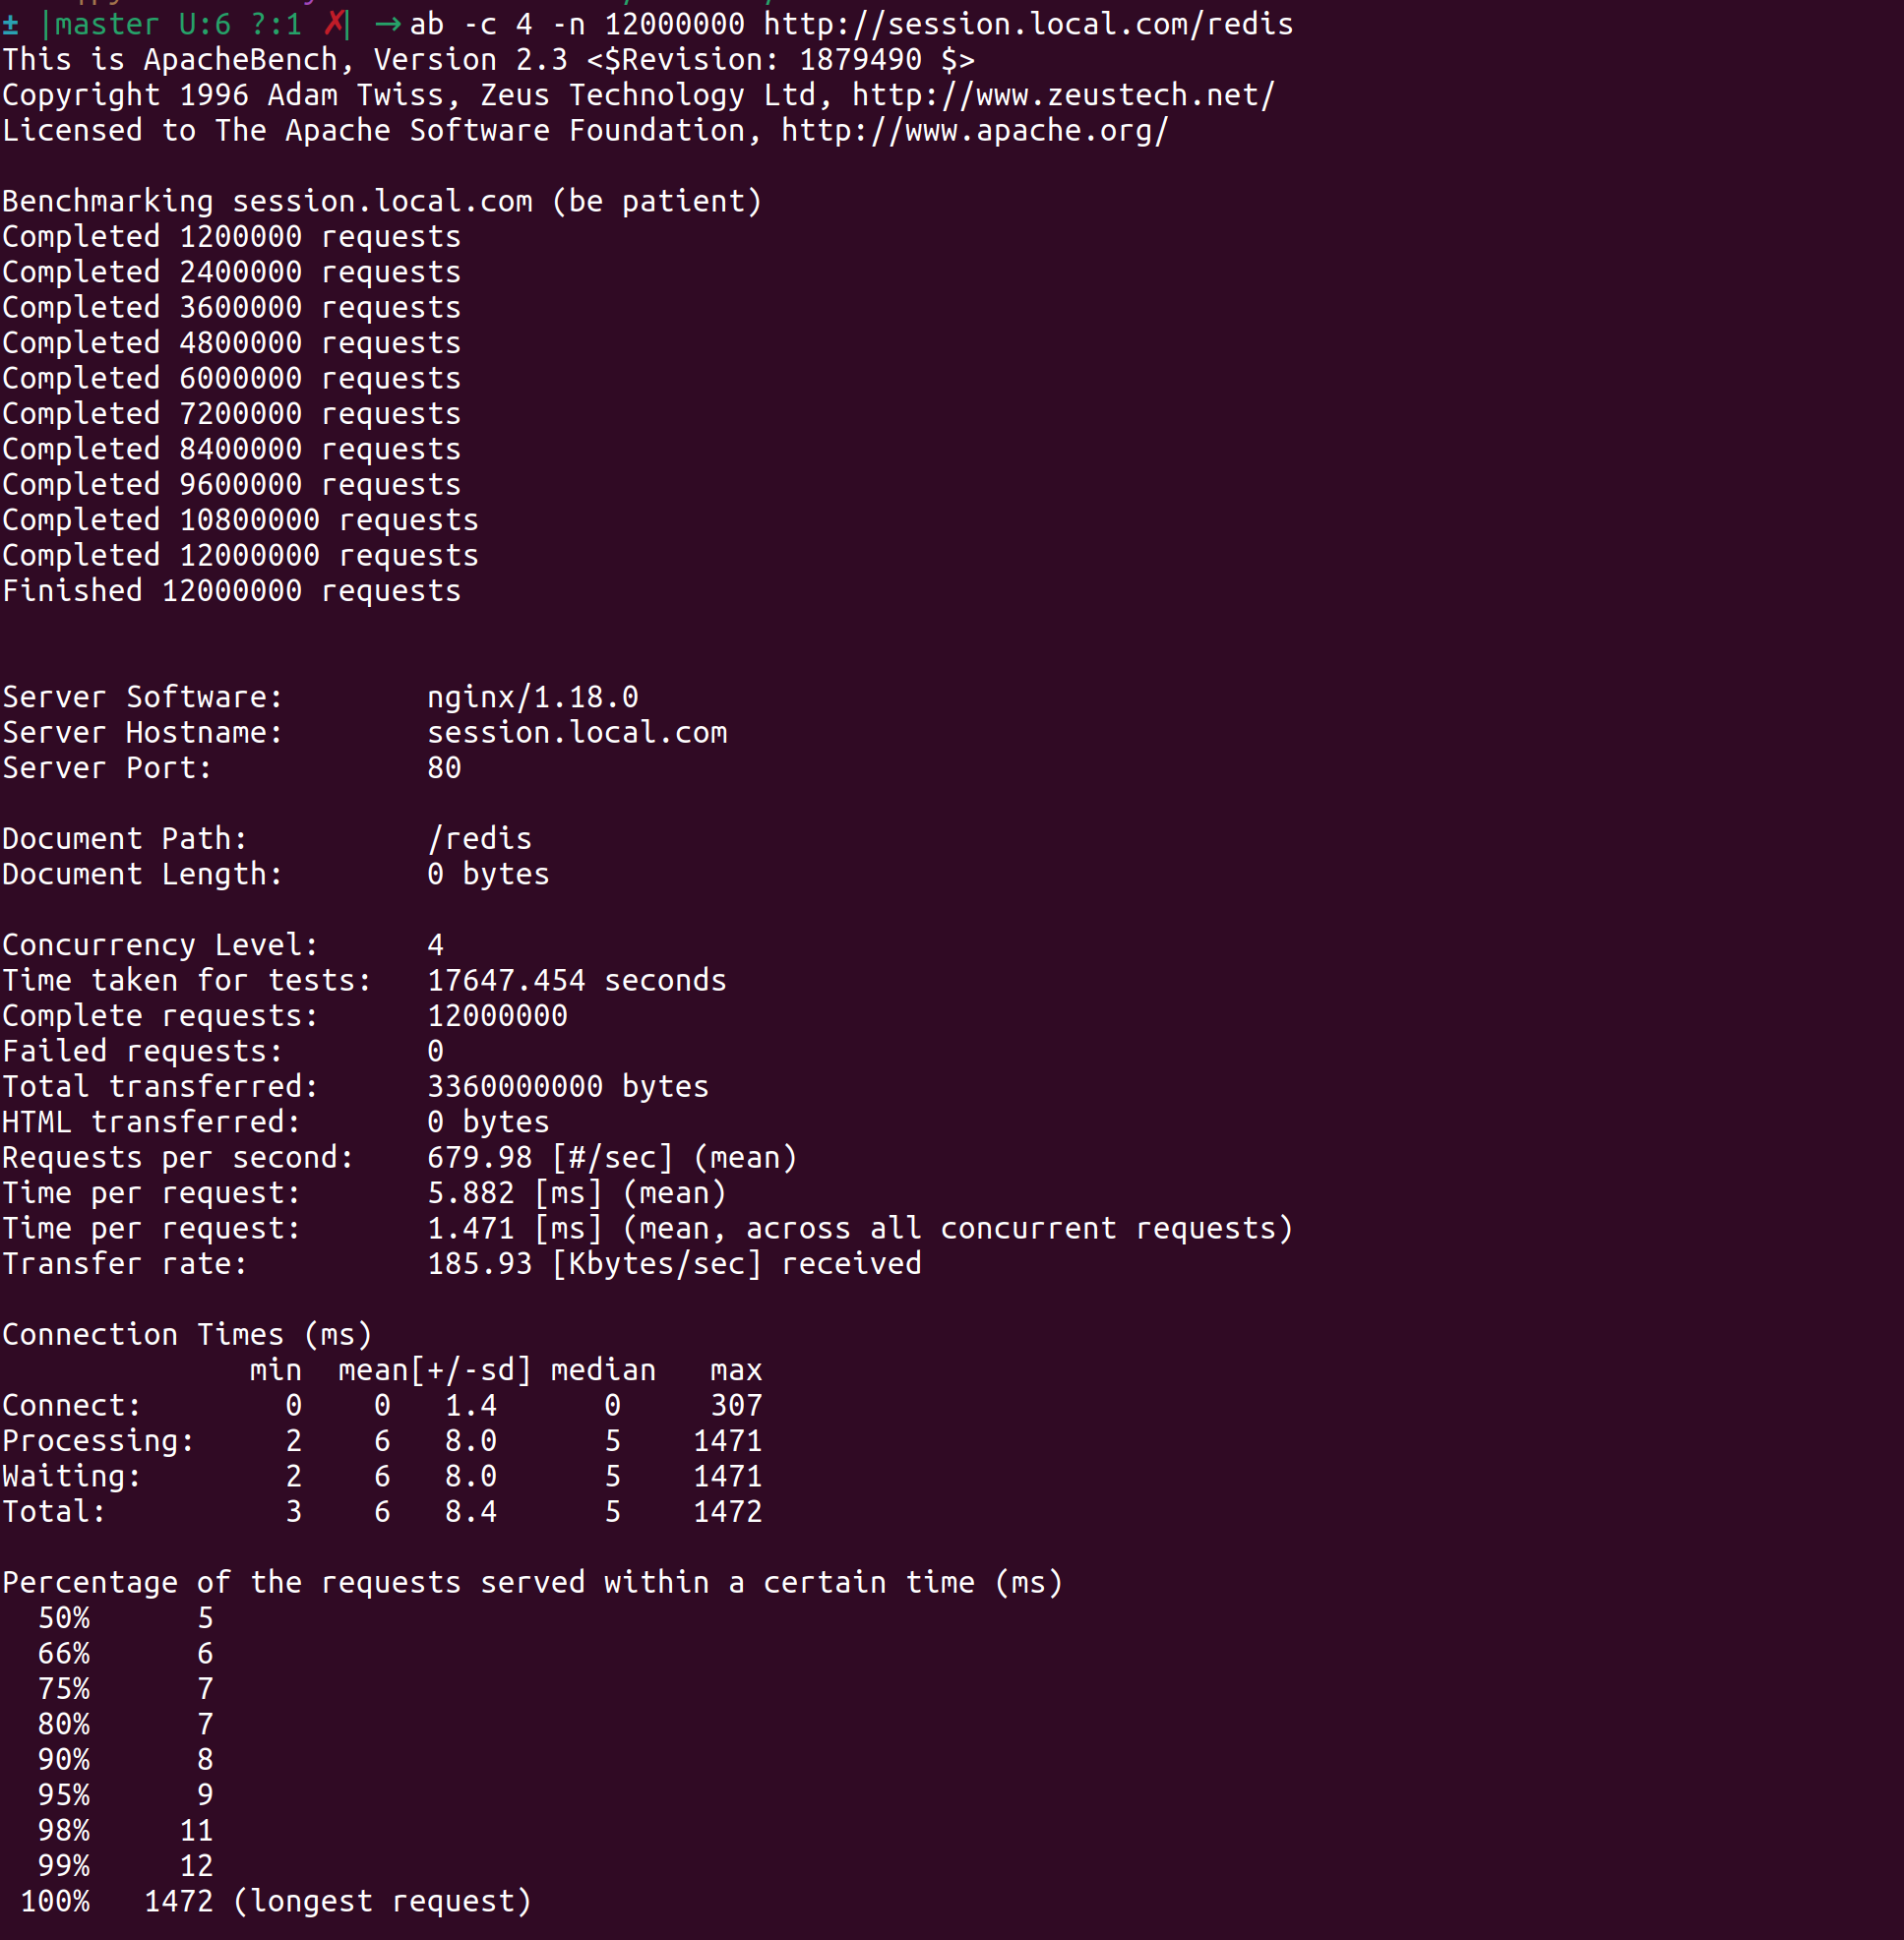 ± |master U:6 ?:1 ✗| → ab -c 4 -n 12000000 http://session.local.com/redis
This is ApacheBench, Version 2.3 <$Revision: 1879490 $>
Copyright 1996 Adam Twiss, Zeus Technology Ltd, http://www.zeustech.net/
Licensed to The Apache Software Foundation, http://www.apache.org/

Benchmarking session.local.com (be patient)
Completed 1200000 requests
Completed 2400000 requests
Completed 3600000 requests
Completed 4800000 requests
Completed 6000000 requests
Completed 7200000 requests
Completed 8400000 requests
Completed 9600000 requests
Completed 10800000 requests
Completed 12000000 requests
Finished 12000000 requests


Server Software:        nginx/1.18.0
Server Hostname:        session.local.com
Server Port:            80

Document Path:          /redis
Document Length:        0 bytes

Concurrency Level:      4
Time taken for tests:   17647.454 seconds
Complete requests:      12000000
Failed requests:        0
Total transferred:      3360000000 bytes
HTML transferred:       0 bytes
Requests per second:    679.98 [#/sec] (mean)
Time per request:       5.882 [ms] (mean)
Time per request:       1.471 [ms] (mean, across all concurrent requests)
Transfer rate:          185.93 [Kbytes/sec] received

Connection Times (ms)
              min  mean[+/-sd] median   max
Connect:        0    0   1.4      0     307
Processing:     2    6   8.0      5    1471
Waiting:        2    6   8.0      5    1471
Total:          3    6   8.4      5    1472

Percentage of the requests served within a certain time (ms)
  50%      5
  66%      6
  75%      7
  80%      7
  90%      8
  95%      9
  98%     11
  99%     12
 100%   1472 (longest request)